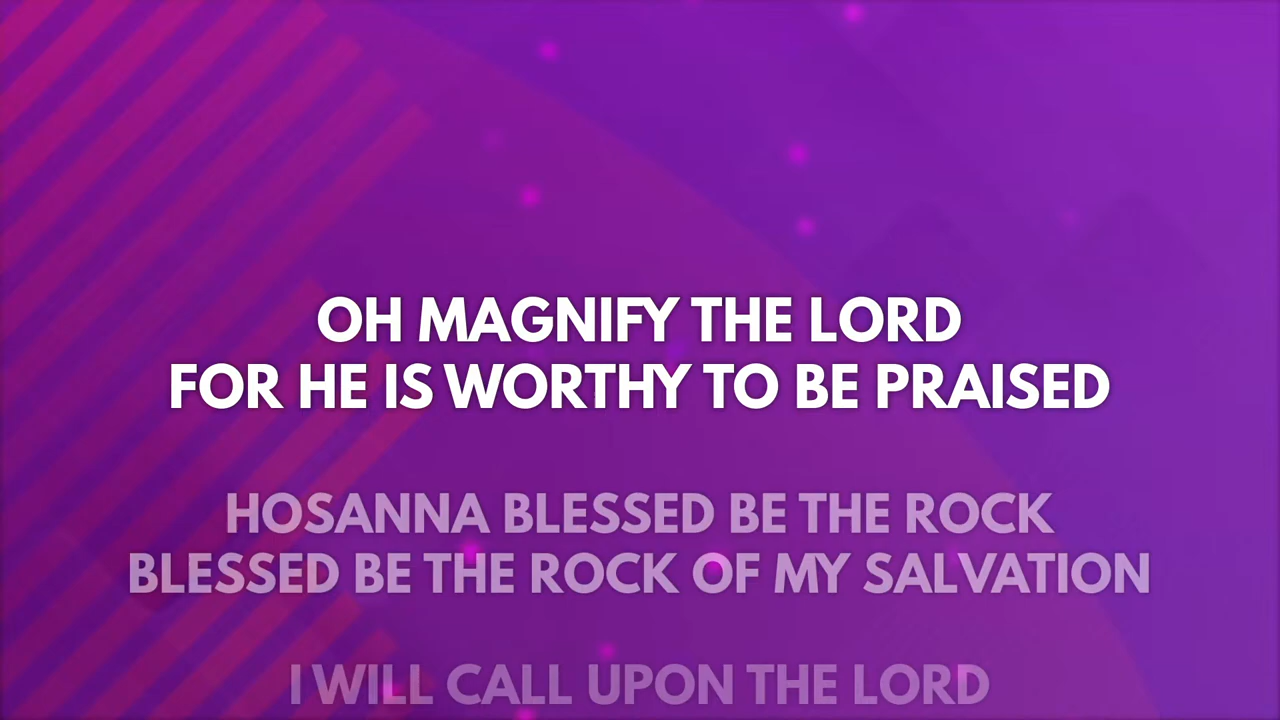 OH MAGNIFY THE LORD
FOR HE IS WORTHY TO BE PRAISED
HOSANNA BLESSED BE THE ROCK
BLESSED BE THE ROCK OF MY SALVATION
I WILL CALL UPON THE LORD